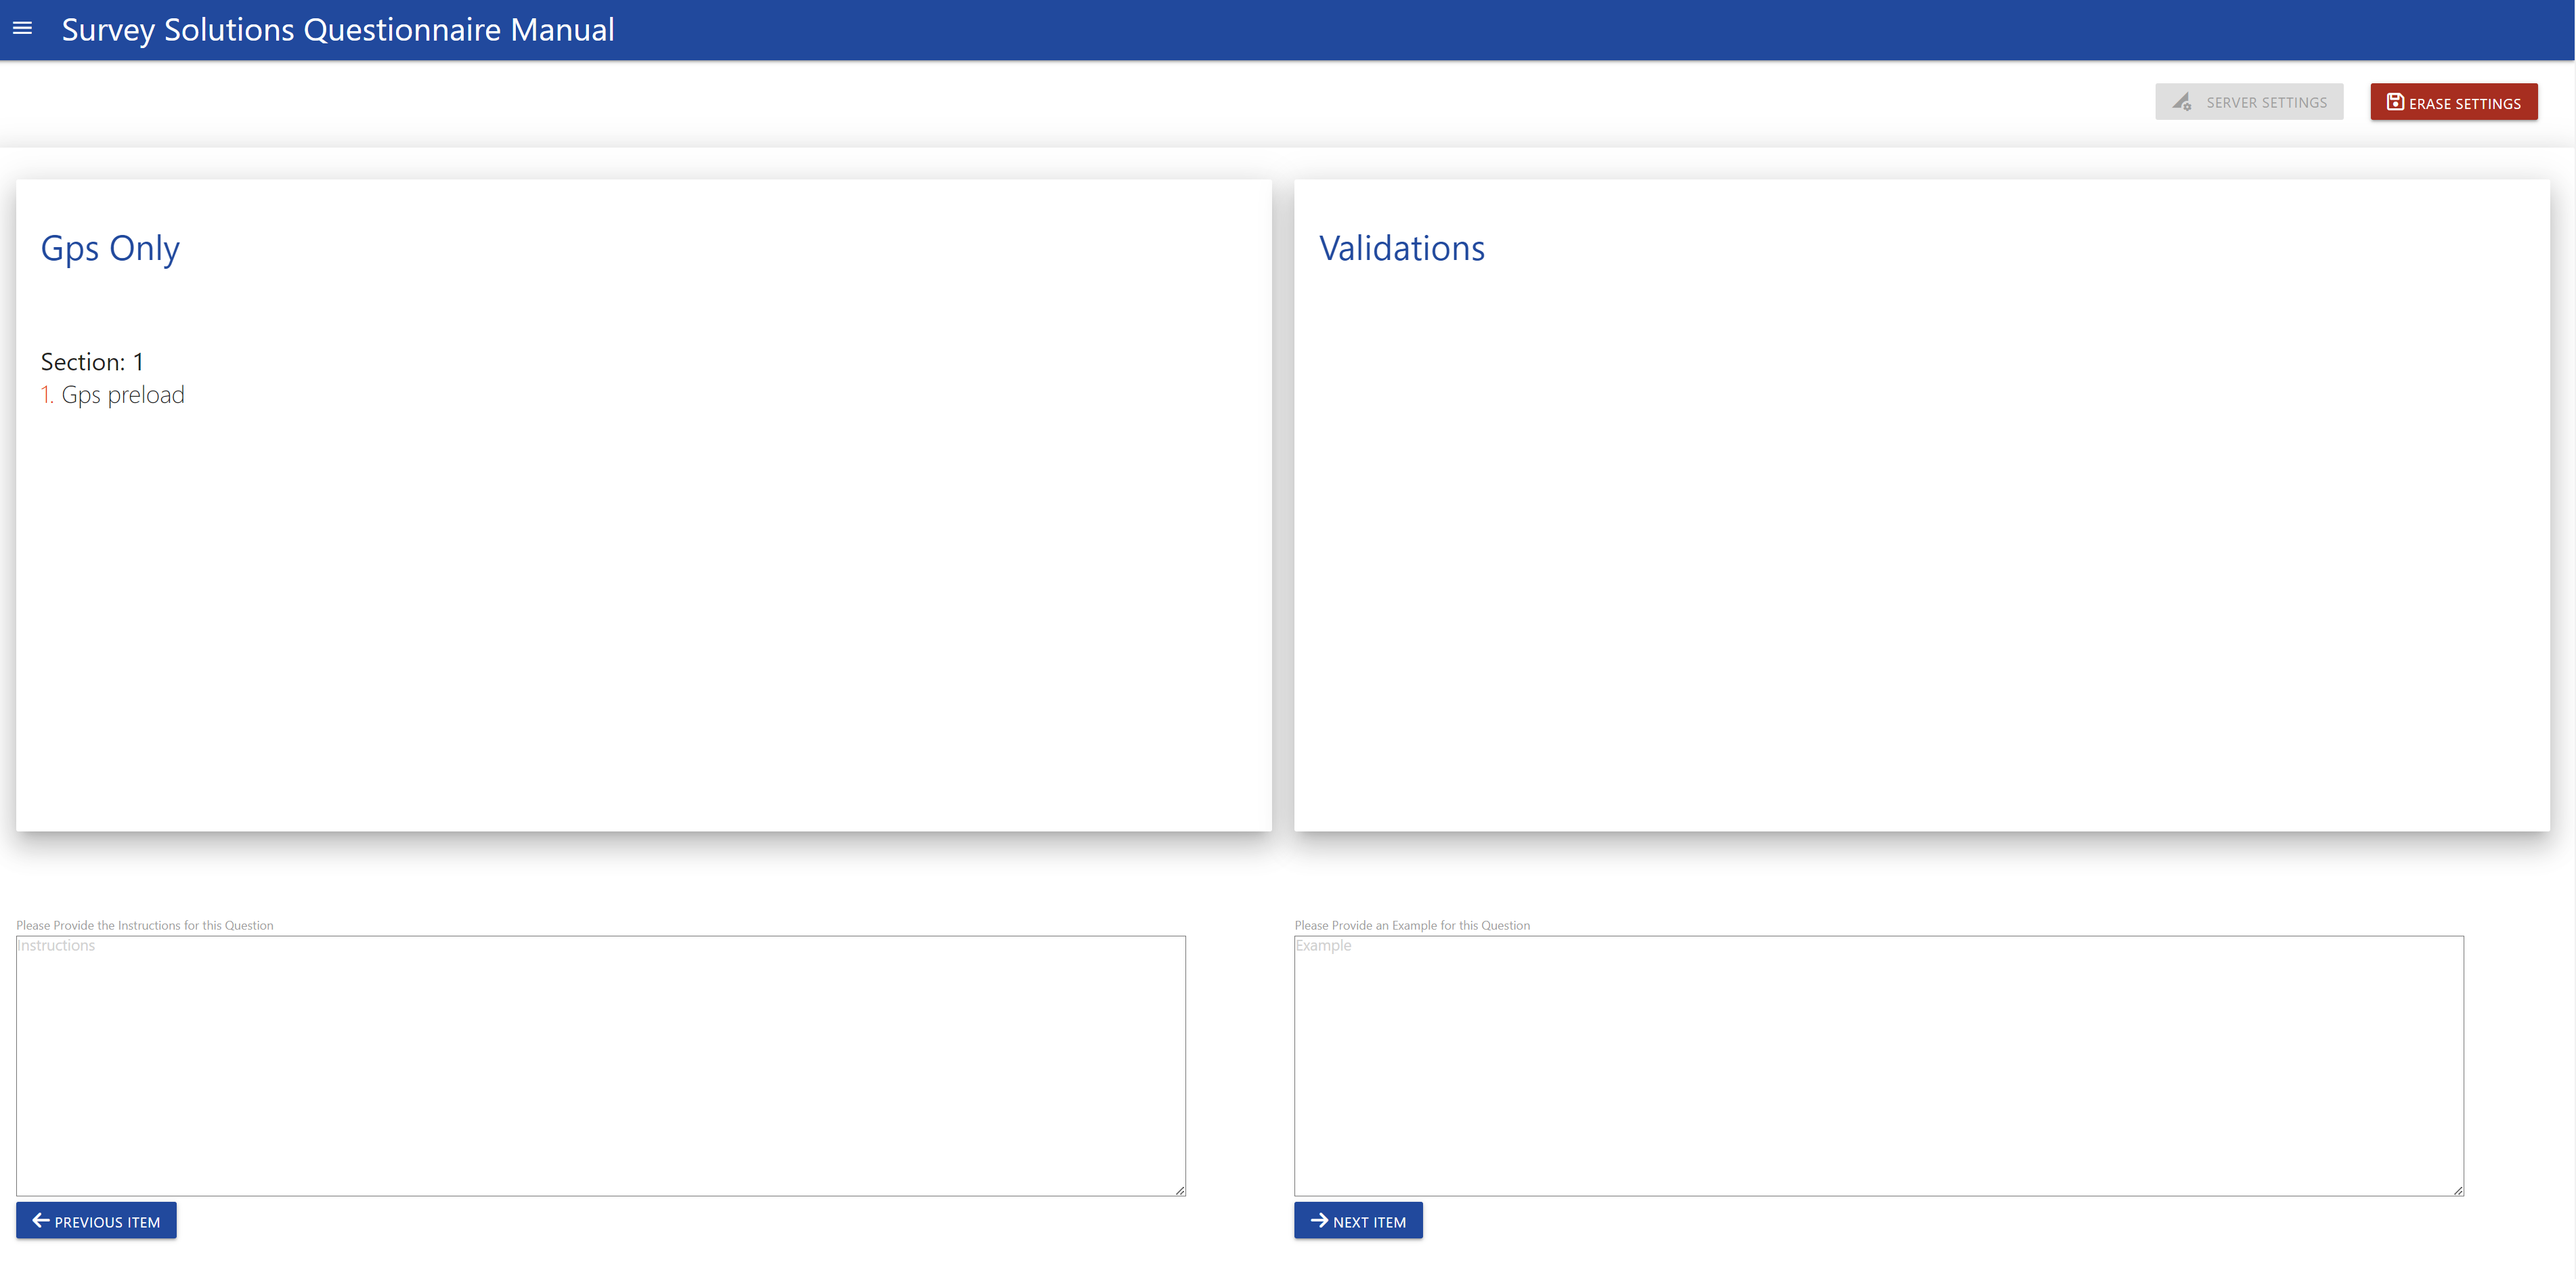 Survey Solutions Questionnaire Manual
SERVER SETTINGS
ERASE SETTINGS
Gps Only
Section: 1
1. Gps preload
Validations
Please Provide the Instructions for this Question
Instructions
PREVIOUS ITEM
Please Provide an Example for this Question
Example
NEXT ITEM